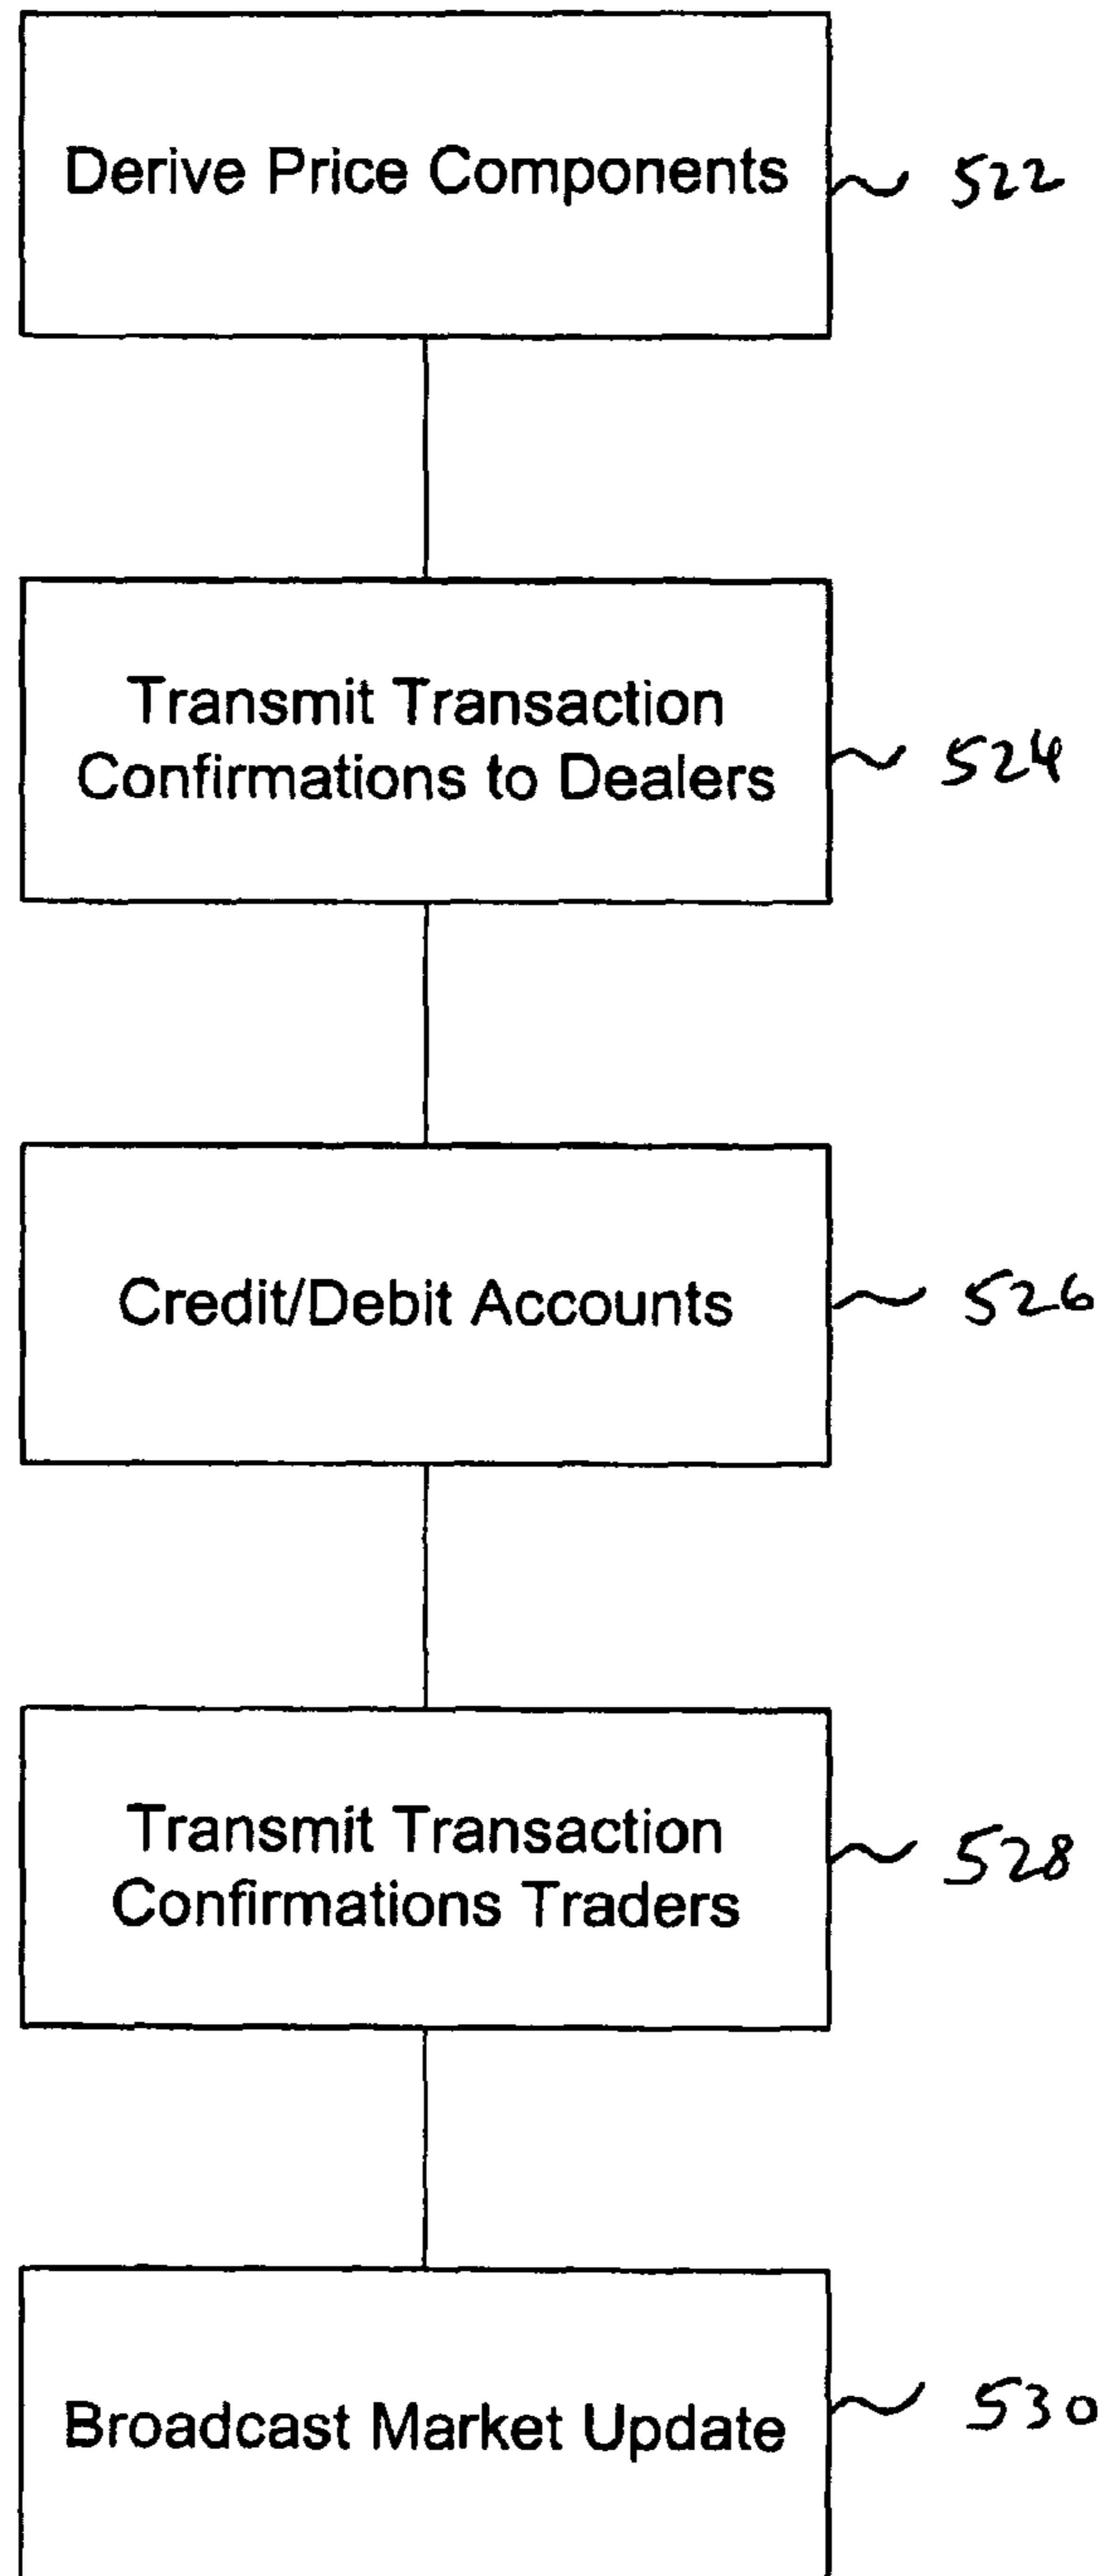 Derive Price Components
522
Transmit Transaction
Confirmations to Dealers
524
Credit/Debit Accounts
526
Transmit Transaction
Confirmations Traders
528
Broadcast Market Update
530